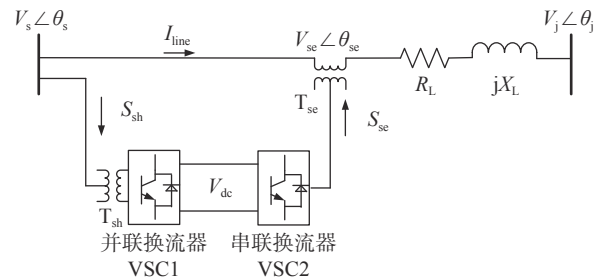 V_s∠θ_s
I_line
V_se∠θ_se
V_j∠θ_j
S_sh
T_se
S_se
R_L
jX_L
T_sh
V_dc
并联换流器
VSC1
串联换流器
VSC2